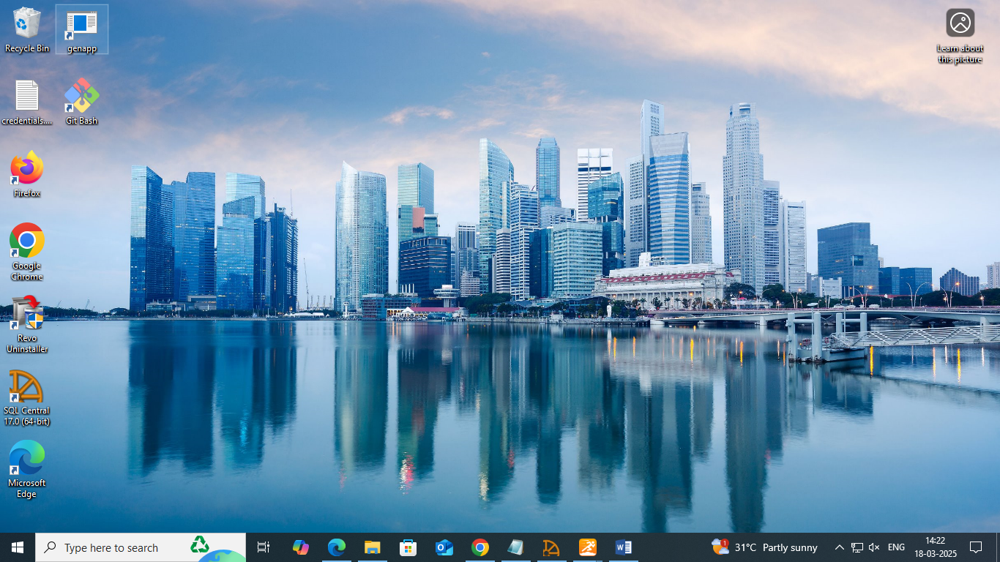 Recycle Bin
genapp
Learn about
this picture
credentials....
Git Bash
Firefox
Google
Chrome
Revo
Uninstaller
SQL Central
17.0 (64-bit)
Microsoft
Edge
Type here to search
1
31°C Partly sunny
ENG
14:22
18-03-2025